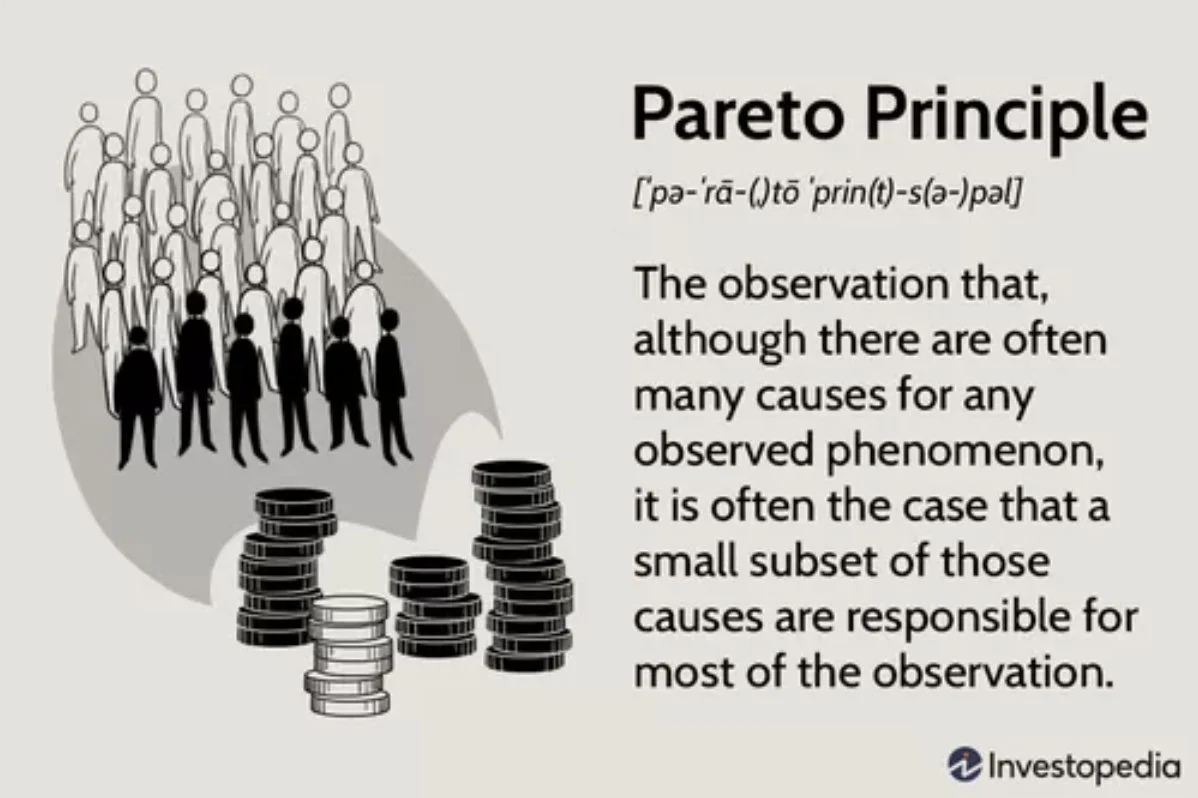 Pareto Principle
[ˈpə-ˈrā-(ˌ)tō ˈprin(t)-s(ə-)pəl]
The observation that,
although there are often
many causes for any
observed phenomenon,
it is often the case that a
small subset of those
causes are responsible for
most of the observation.
Investopedia